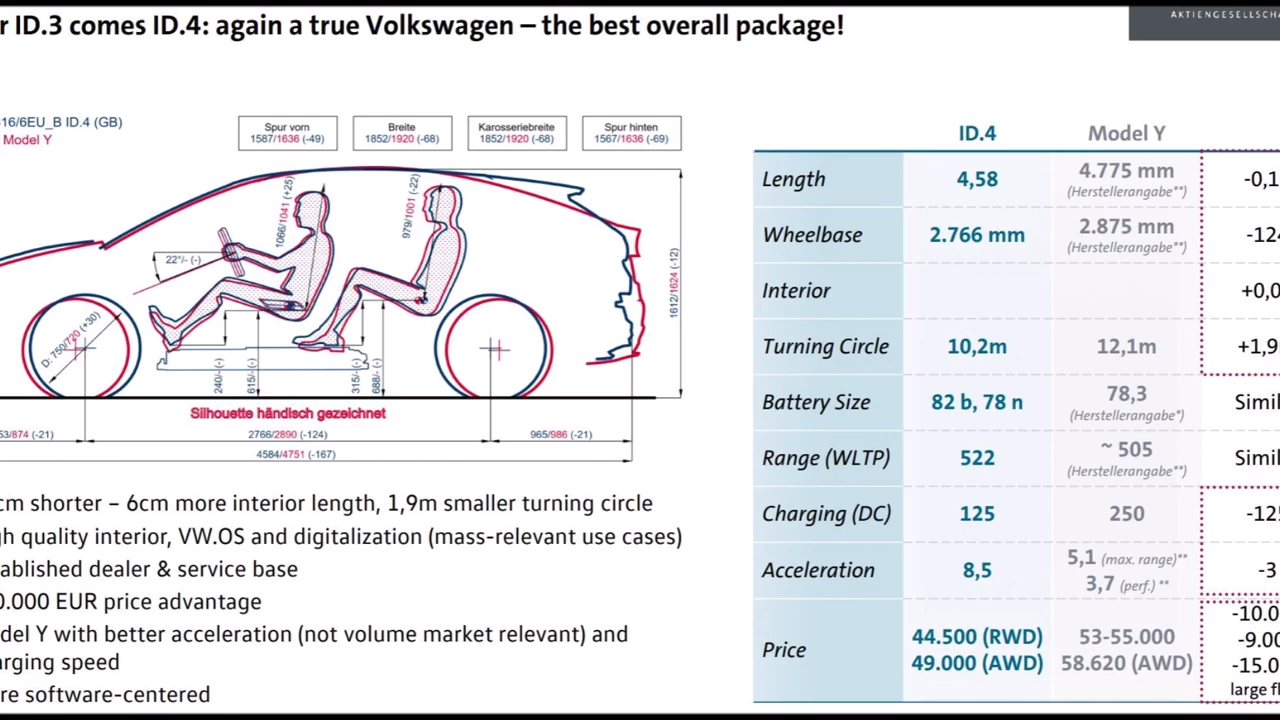 r ID.3 comes ID.4: again a true Volkswagen – the best overall package!
AKTIENGESELLSCHA
16/6EU_B ID.4 (GB)
Model Y
Spur vorn
1587/1636 (-49)
Breite
1852/1920 (-68)
Karosseriebreite
1852/1920 (-68)
Spur hinten
1567/1636 (-69)
1066/1041 (+25)
979/1001 (-22)
22°/- (-)
D: 750/720 (+30)
240/- (-)
615/- (-)
315/- (-)
688/- (-)
1612/1624 (-12)
Silhouette händisch gezeichnet
53/874 (-21)
2766/2890 (-124)
965/986 (-21)
4584/4751 (-167)
cm shorter – 6cm more interior length, 1,9m smaller turning circle
gh quality interior, VW.OS and digitalization (mass-relevant use cases)
tablished dealer & service base
0.000 EUR price advantage
del Y with better acceleration (not volume market relevant) and
arging speed
re software-centered
ID.4 Model Y
Length 4,58 4.775 mm (Herstellerangabe**) -0,1
Wheelbase 2.766 mm 2.875 mm (Herstellerangabe**) -124
Interior +0,0
Turning Circle 10,2m 12,1m +1,9
Battery Size 82 b, 78 n 78,3 (Herstellerangabe*) Simil
Range (WLTP) 522 ~ 505 (Herstellerangabe**) Simil
Charging (DC) 125 250 -125
Acceleration 8,5 5,1 (max. range)** -3
3,7 (perf.) **
-10.0
Price 44.500 (RWD) 53-55.000 -9.00
49.000 (AWD) 58.620 (AWD) -15.0
large fl